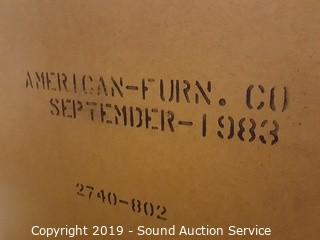 AMERICAN-FURN. CO
SEPTEMBER-1983
2740-802
Copyright 2019 - Sound Auction Service